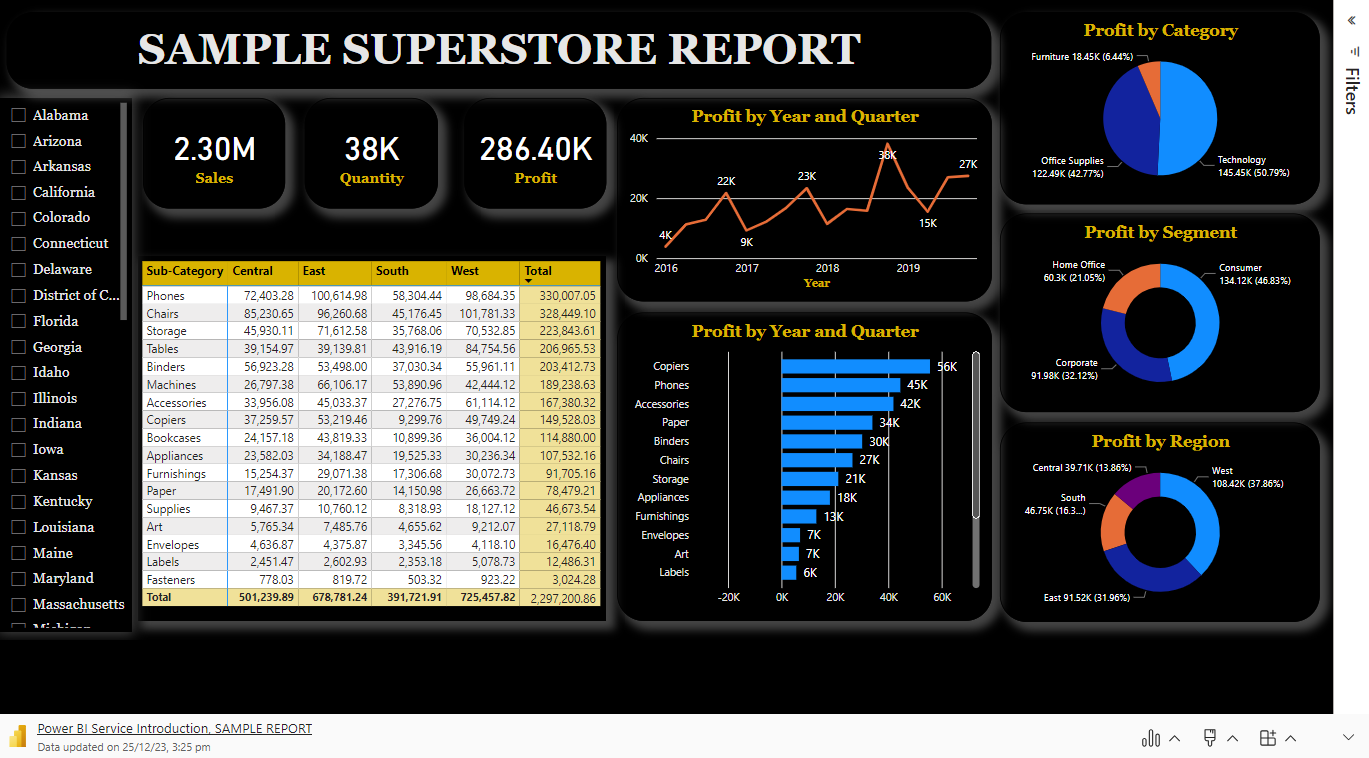 SAMPLE SUPERSTORE REPORT
Alabama
Arizona
Arkansas
California
Colorado
Connecticut
Delaware
District of C...
Florida
Georgia
Idaho
Illinois
Indiana
Iowa
Kansas
Kentucky
Louisiana
Maine
Maryland
Massachusetts
2.30M
Sales
38K
Quantity
286.40K
Profit
Sub-Category Central East South West Total
Phones 72,403.28 100,614.98 58,304.44 98,684.35 330,007.05
Chairs 85,230.65 96,260.68 45,176.45 101,781.33 328,449.10
Storage 45,930.11 71,612.58 35,768.06 70,532.85 223,843.61
Tables 39,154.97 39,139.81 43,916.19 84,754.56 206,965.53
Binders 56,923.28 53,498.00 37,030.34 55,961.11 203,412.73
Machines 26,797.38 66,106.17 53,890.96 42,444.12 189,238.63
Accessories 33,956.08 45,033.37 27,276.75 61,114.12 167,380.32
Copiers 37,259.57 53,219.46 9,299.76 49,749.24 149,528.03
Bookcases 24,157.18 43,819.33 10,899.36 36,004.12 114,880.00
Appliances 23,582.03 34,188.47 19,525.33 30,236.34 107,532.16
Furnishings 15,254.37 29,071.38 17,306.68 30,072.73 91,705.16
Paper 17,491.90 20,172.60 14,150.98 26,663.72 78,479.21
Supplies 9,467.37 10,760.12 8,318.93 18,127.12 46,673.54
Art 5,765.34 7,485.76 4,655.62 9,212.07 27,118.79
Envelopes 4,636.87 4,375.87 3,345.56 4,118.10 16,476.40
Labels 2,451.47 2,602.93 2,353.18 5,078.73 12,486.31
Fasteners 778.03 819.72 503.32 923.22 3,024.28
Total 501,239.89 678,781.24 391,721.91 725,457.82 2,297,200.86
Profit by Year and Quarter
40K
20K
0K
4K
22K
9K
23K
38K
15K
27K
2016 2017 2018 2019
Year
Profit by Year and Quarter
Copiers 56K
Phones 45K
Accessories 42K
Paper 34K
Binders 30K
Chairs 27K
Storage 21K
Appliances 18K
Furnishings 13K
Envelopes 7K
Art 7K
Labels 6K
-20K 0K 20K 40K 60K
Profit by Category
Furniture 18.45K (6.44%)
Office Supplies
122.49K (42.77%)
Technology
145.45K (50.79%)
Profit by Segment
Home Office
60.3K (21.05%)
Consumer
134.12K (46.83%)
Corporate
91.98K (32.12%)
Profit by Region
Central 39.71K (13.86%)
West
108.42K (37.86%)
South
46.75K (16.3...)
East 91.52K (31.96%)
Filters
Power BI Service Introduction, SAMPLE REPORT
Data updated on 25/12/23, 3:25 pm